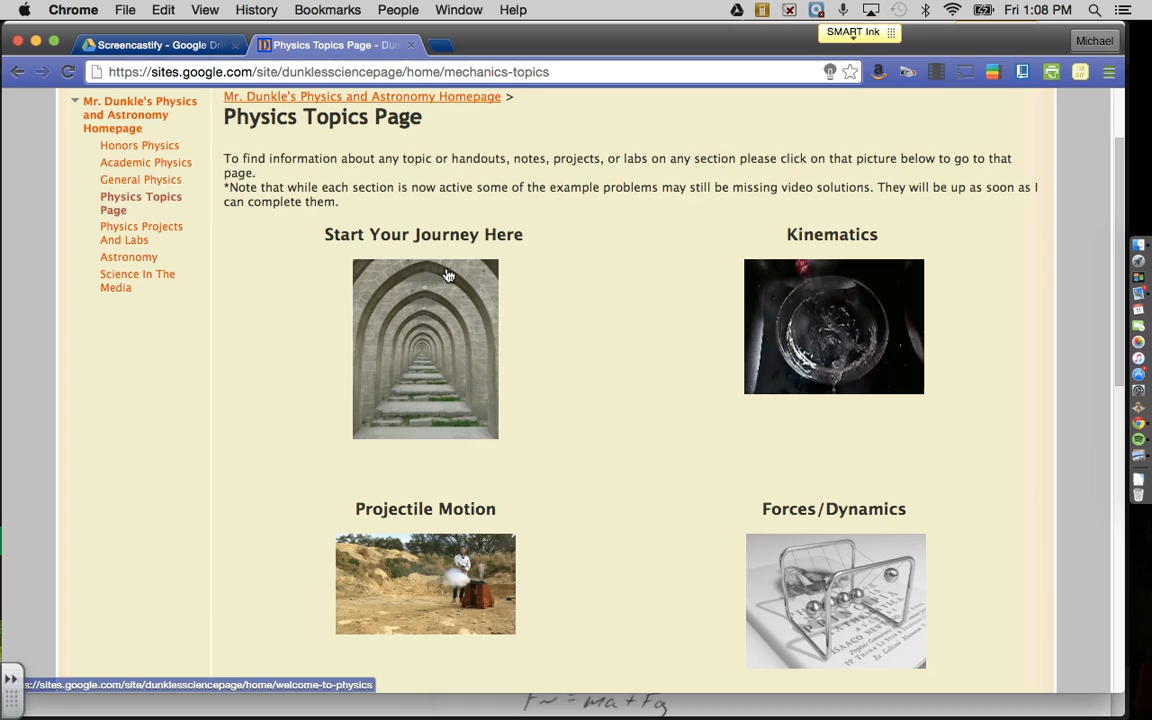 Chrome File Edit View History Bookmarks People Window Help Fri 1:08 PM
SMART Ink
Screencastify - Google Dri
Physics Topics Page - Dun
Michael
https://sites.google.com/site/dunklessciencepage/home/mechanics-topics
Mr. Dunkle's Physics
and Astronomy
Homepage
Honors Physics
Academic Physics
General Physics
Physics Topics
Page
Physics Projects
And Labs
Astronomy
Science In The
Media
Mr. Dunkle's Physics and Astronomy Homepage >
Physics Topics Page
To find information about any topic or handouts, notes, projects, or labs on any section please click on that picture below to go to that
page.
*Note that while each section is now active some of the example problems may still be missing video solutions. They will be up as soon as I
can complete them.
Start Your Journey Here
Kinematics
Projectile Motion
Forces/Dynamics
s://sites.google.com/site/dunklessciencepage/home/welcome-to-physics
= ma + Fg